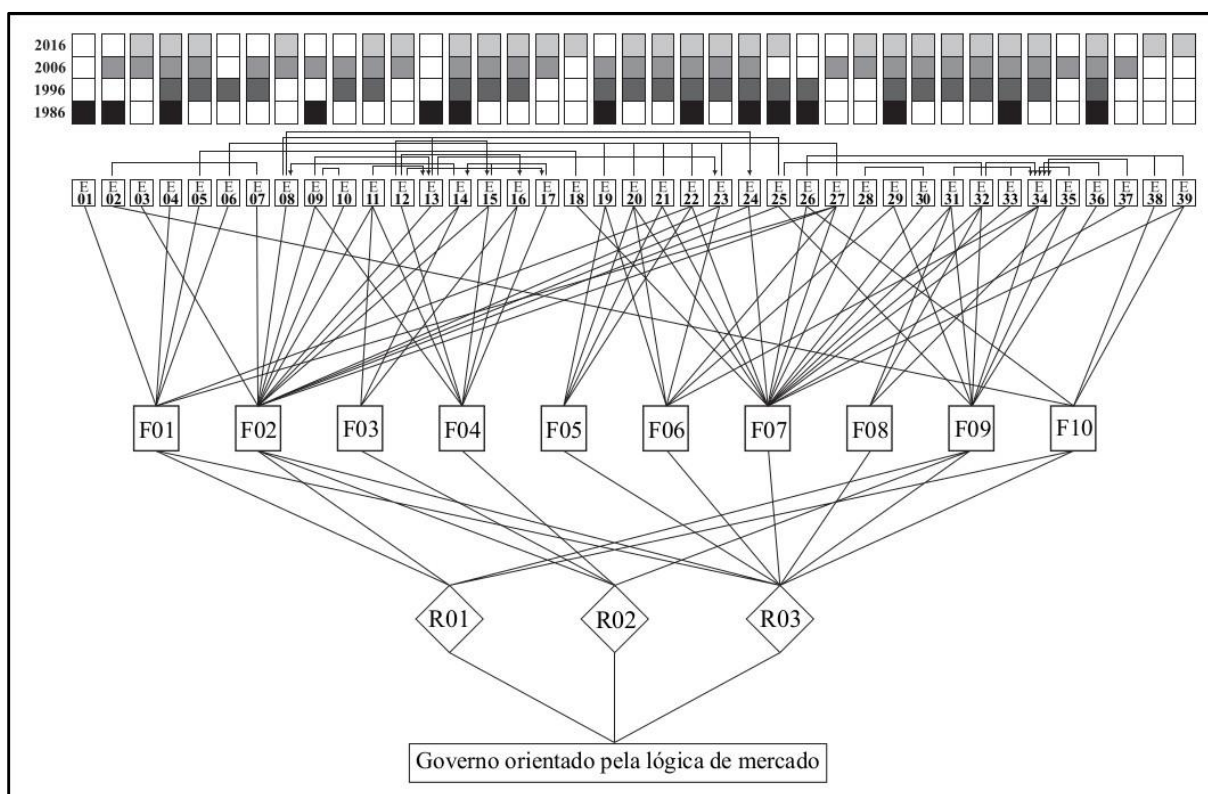 2016
2006
1996
1986
E E E E E E E E E E E E E E E E E E E E E E E E E E E E E E E E E E E E E E E
01 02 03 04 05 06 07 08 09 10 11 12 13 14 15 16 17 18 19 20 21 22 23 24 25 26 27 28 29 30 31 32 33 34 35 36 37 38 39
F01 F02 F03 F04 F05 F06 F07 F08 F09 F10
R01 R02 R03
Governo orientado pela lógica de mercado